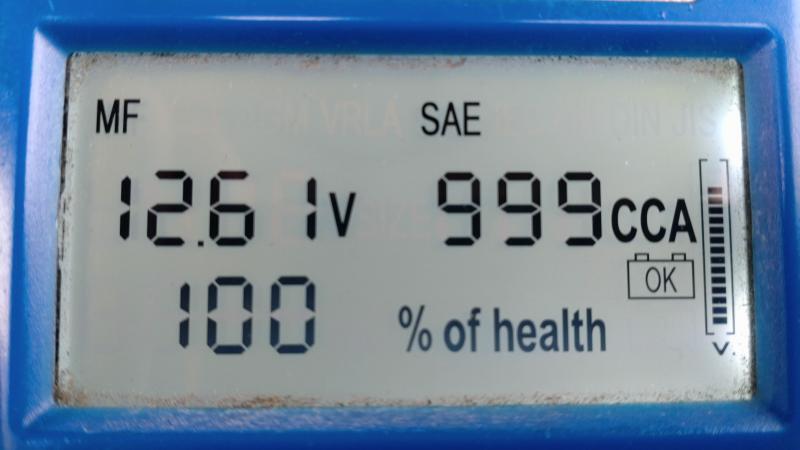 MF SAE
12.61V 999CCA
OK
100 % of health